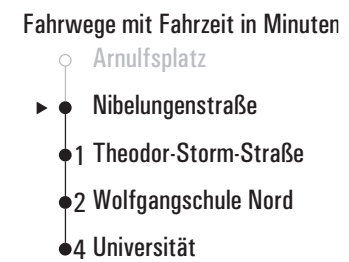 Fahrwege mit Fahrzeit in Minuten
Arnulfsplatz
Nibelungenstraße
1 Theodor-Storm-Straße
2 Wolfgangschule Nord
4 Universität